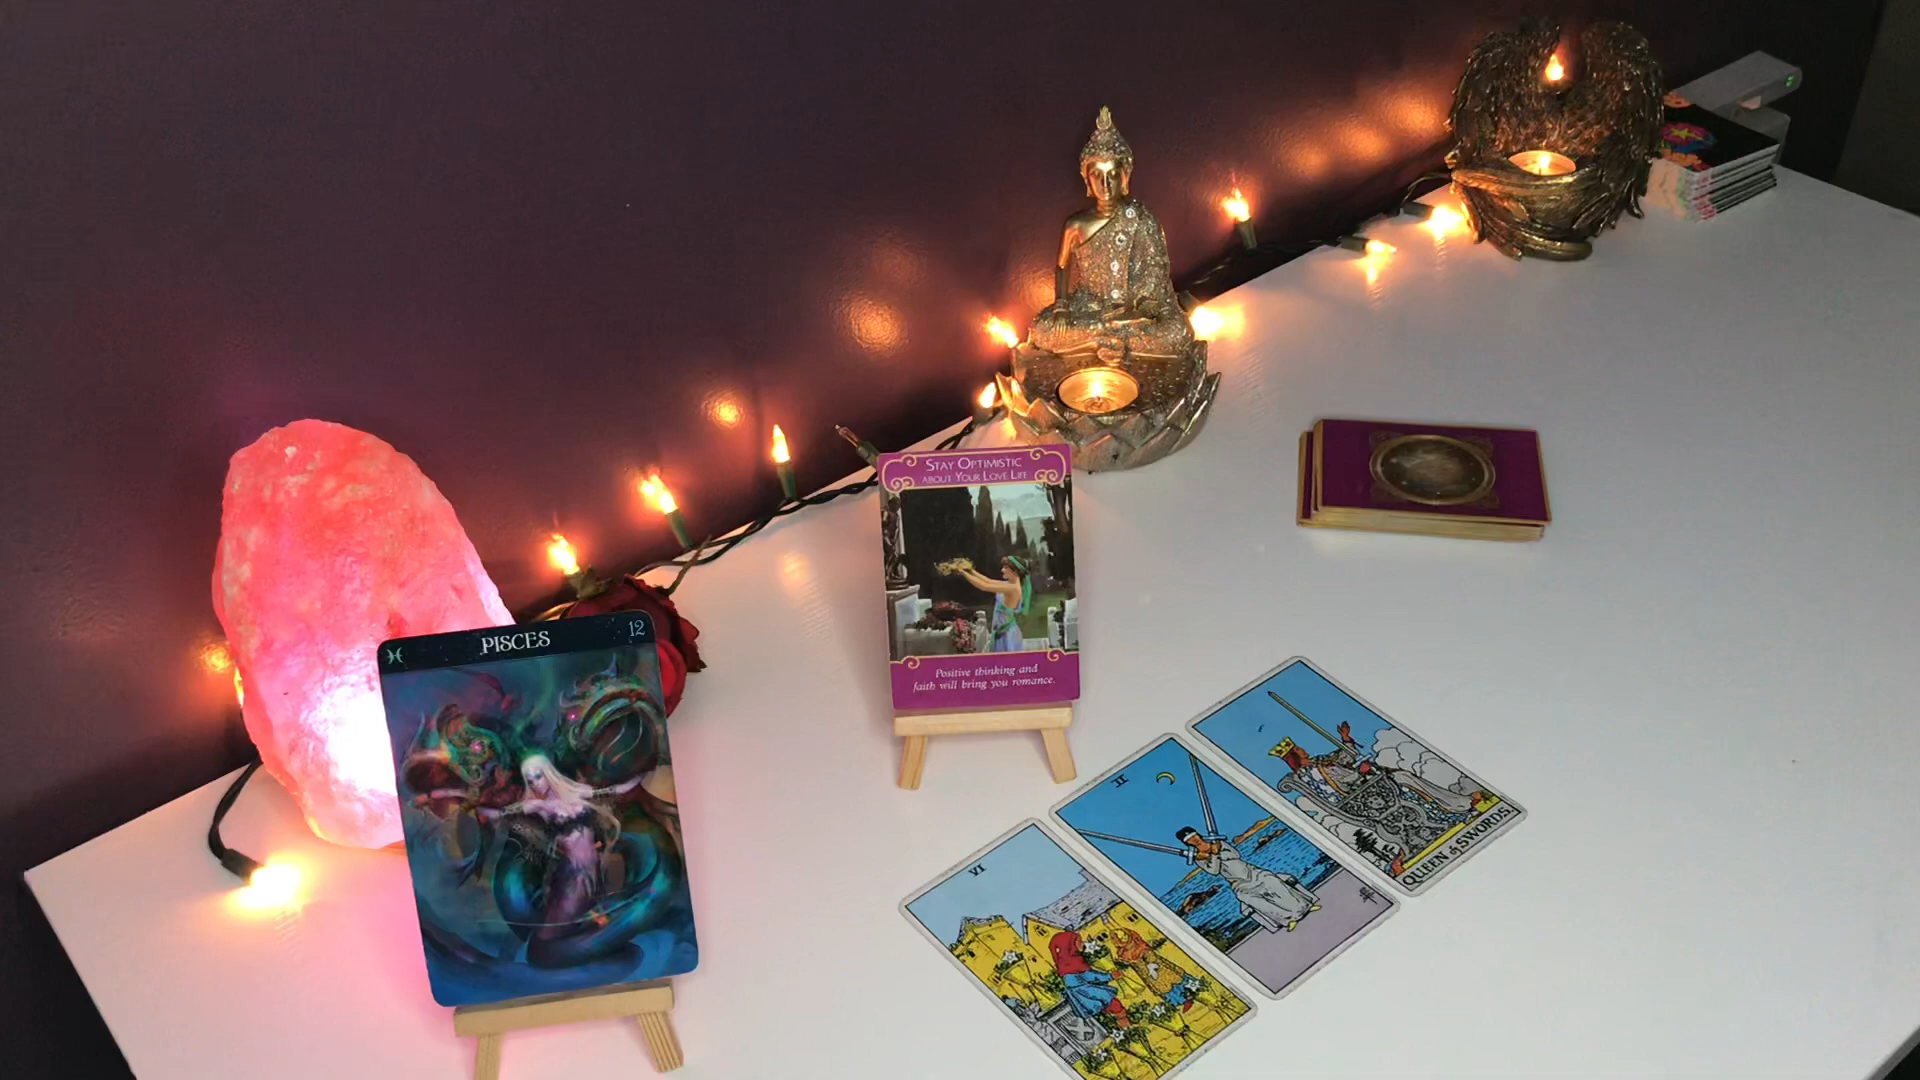 PISCES
12
STAY OPTIMISTIC
ABOUT YOUR LOVE LIFE
Positive thinking and
faith will bring you romance.
VI
II
QUEEN of SWORDS.